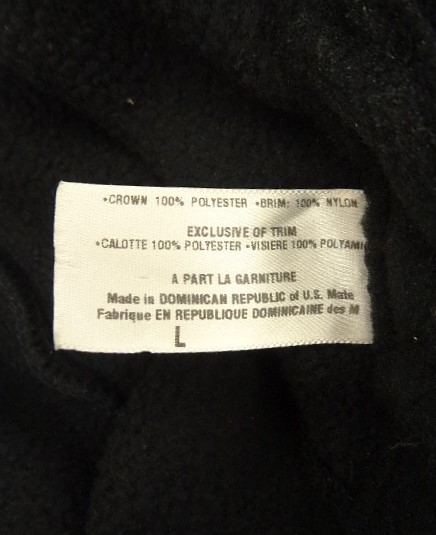 •CROWN 100% POLYESTER •BRIM: 100% NYLON
EXCLUSIVE OF TRIM
•CALOTTE 100% POLYESTER •VISIERE 100% POLYAMI
A PART LA GARNITURE
Made in DOMINICAN REPUBLIC of U.S. Mate
Fabrique EN REPUBLIQUE DOMINICAINE des M
L